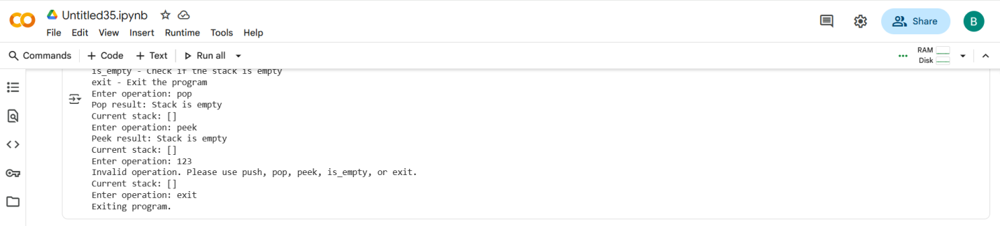 Untitled35.ipynb
File Edit View Insert Runtime Tools Help
Share
B
Commands + Code + Text Run all
RAM
Disk
is_empty - Check if the stack is empty
exit - Exit the program
Enter operation: pop
Pop result: Stack is empty
Current stack: []
Enter operation: peek
Peek result: Stack is empty
Current stack: []
Enter operation: 123
Invalid operation. Please use push, pop, peek, is_empty, or exit.
Current stack: []
Enter operation: exit
Exiting program.